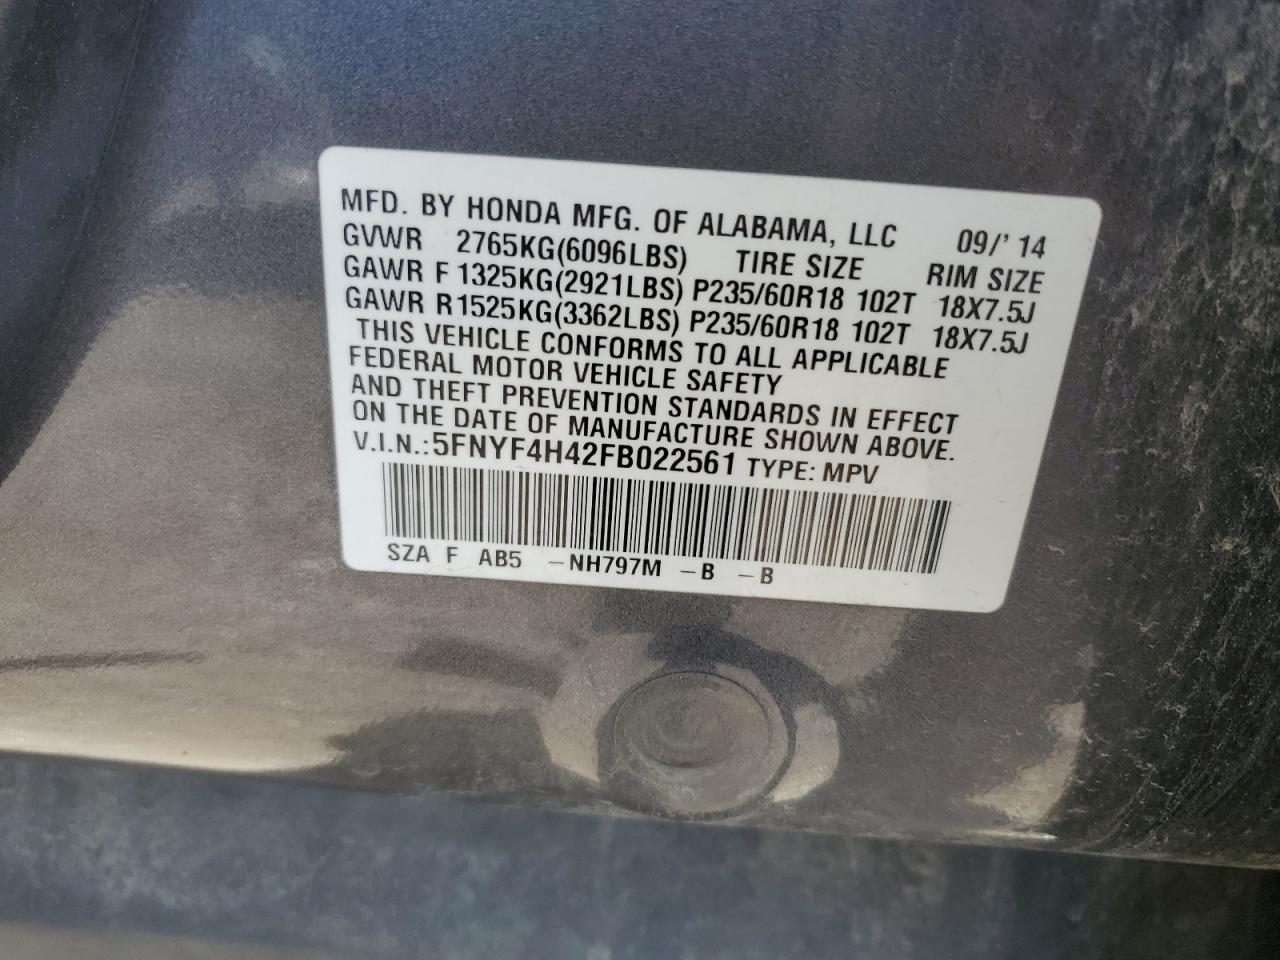 MFD. BY HONDA MFG. OF ALABAMA, LLC 09/' 14
GVWR 2765KG(6096LBS) TIRE SIZE RIM SIZE
GAWR F 1325KG(2921LBS) P235/60R18 102T 18X7.5J
GAWR R1525KG(3362LBS) P235/60R18 102T 18X7.5J
THIS VEHICLE CONFORMS TO ALL APPLICABLE
FEDERAL MOTOR VEHICLE SAFETY
AND THEFT PREVENTION STANDARDS IN EFFECT
ON THE DATE OF MANUFACTURE SHOWN ABOVE.
V.I.N.:5FNYF4H42FB022561 TYPE: MPV
SZA F AB5 -NH797M -B -B